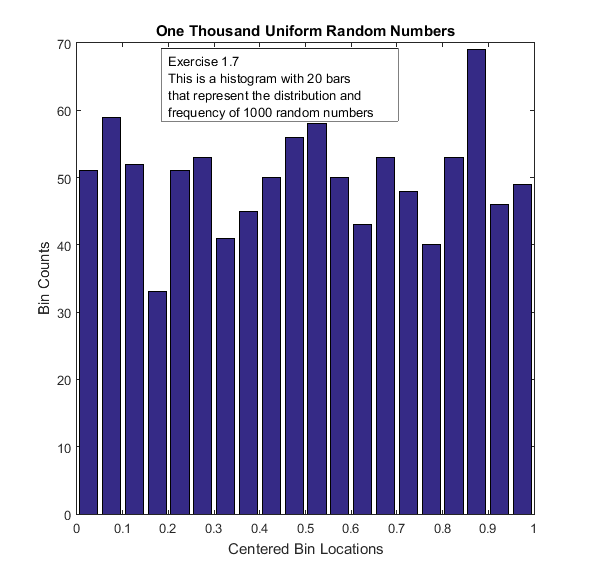 One Thousand Uniform Random Numbers
Exercise 1.7
This is a histogram with 20 bars
that represent the distribution and
frequency of 1000 random numbers
70
60
50
40
30
20
10
0
Bin Counts
0 0.1 0.2 0.3 0.4 0.5 0.6 0.7 0.8 0.9 1
Centered Bin Locations